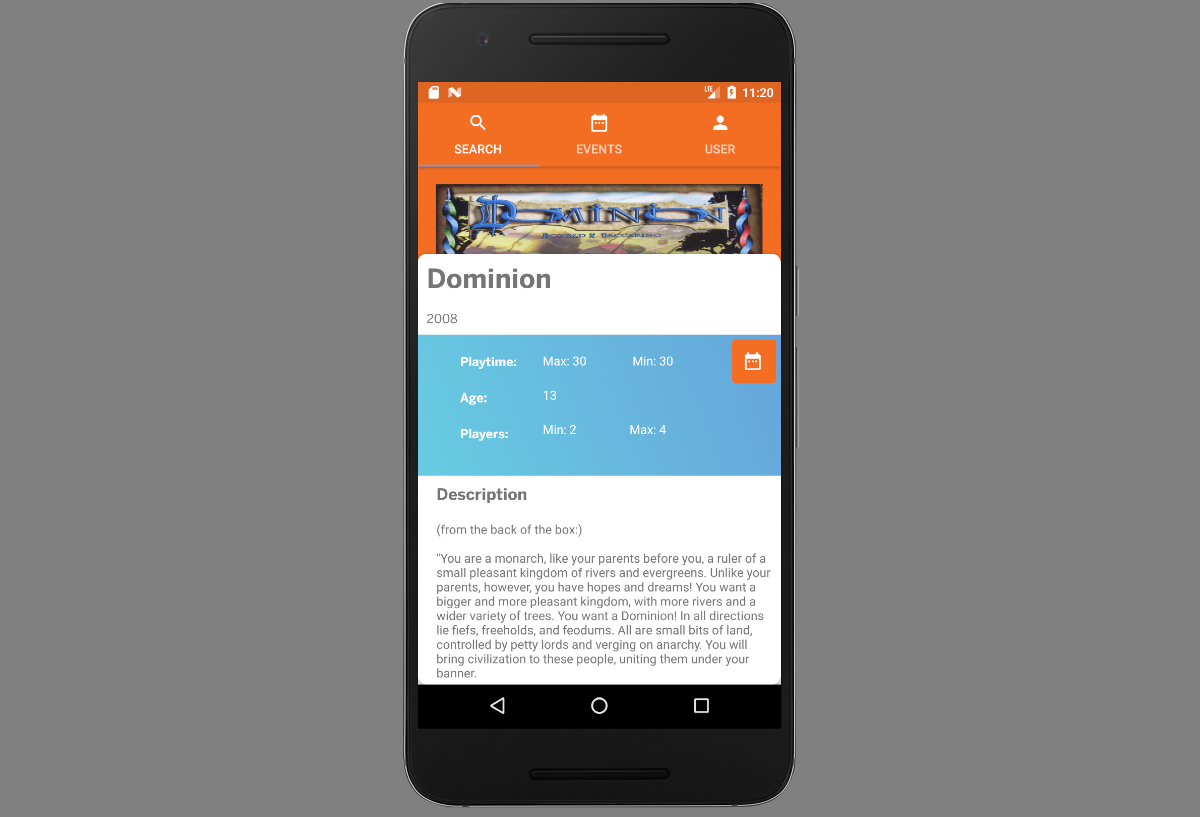 LTE 11:20
SEARCH EVENTS USER
DOMINION
DONALD X. VACCARINO
Dominion
2008
Playtime: Max: 30 Min: 30
Age: 13
Players: Min: 2 Max: 4
Description
(from the back of the box:)
"You are a monarch, like your parents before you, a ruler of a
small pleasant kingdom of rivers and evergreens. Unlike your
parents, however, you have hopes and dreams! You want a
bigger and more pleasant kingdom, with more rivers and a
wider variety of trees. You want a Dominion! In all directions
lie fiefs, freeholds, and feodums. All are small bits of land,
controlled by petty lords and verging on anarchy. You will
bring civilization to these people, uniting them under your
banner.